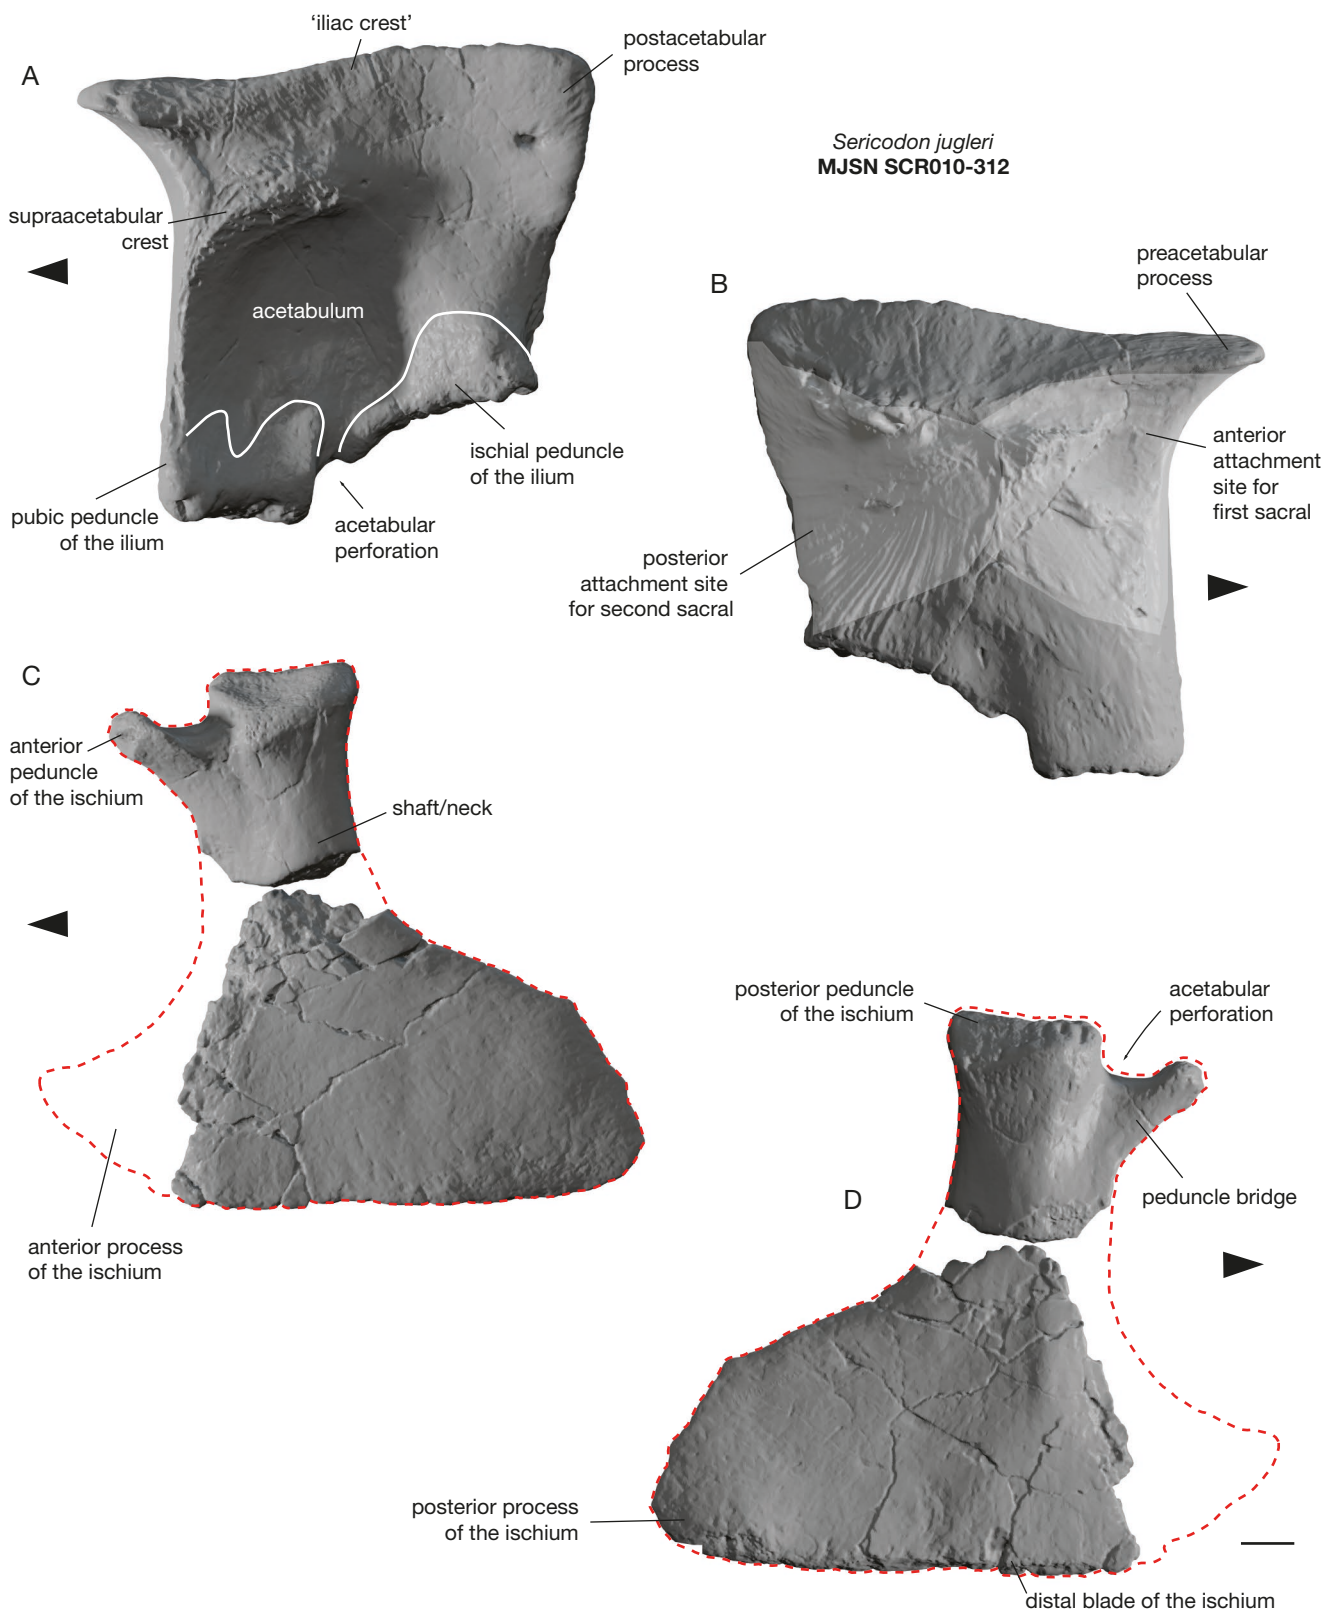 A
'iliac crest'
postacetabular
process
Sericodon jugleri
MJSN SCR010-312
supraacetabular
crest
acetabulum
pubic peduncle
of the ilium
acetabular
perforation
ischial peduncle
of the ilium
B
preacetabular
process
anterior
attachment
site for
first sacral
posterior
attachment site
for second sacral
C
anterior
peduncle
of the ischium
shaft/neck
anterior process
of the ischium
posterior peduncle
of the ischium
acetabular
perforation
D
peduncle bridge
posterior process
of the ischium
distal blade of the ischium